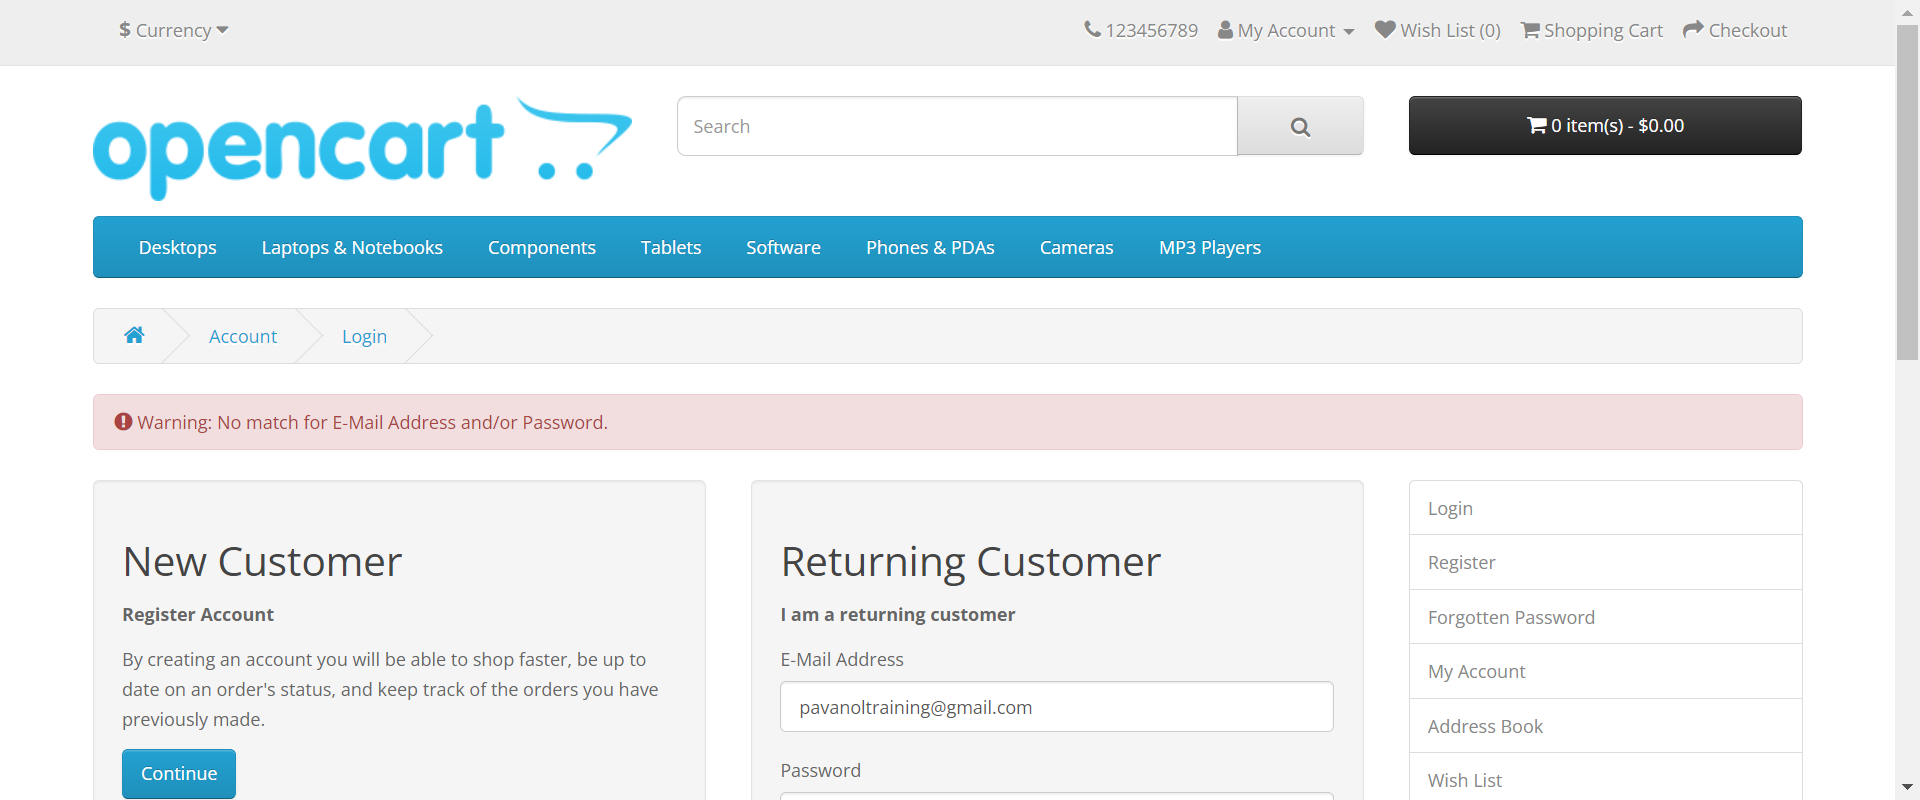 $ Currency
123456789 My Account Wish List (0) Shopping Cart Checkout
opencart
Search
0 item(s) - $0.00
Desktops Laptops & Notebooks Components Tablets Software Phones & PDAs Cameras MP3 Players
Account Login
Warning: No match for E-Mail Address and/or Password.
New Customer
Register Account
By creating an account you will be able to shop faster, be up to
date on an order's status, and keep track of the orders you have
previously made.
Continue
Returning Customer
I am a returning customer
E-Mail Address
pavanoltraining@gmail.com
Password
Login
Register
Forgotten Password
My Account
Address Book
Wish List